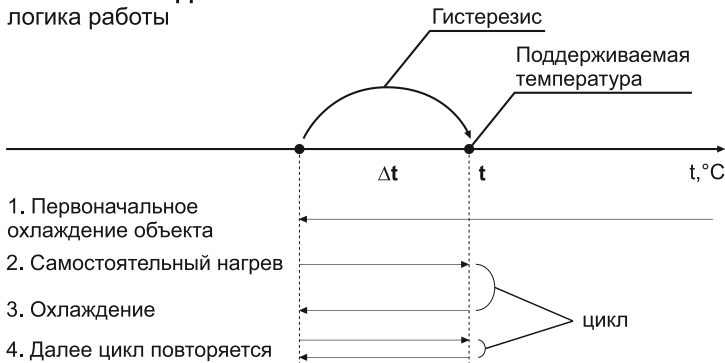 логика работы
Гистерезис
Поддерживаемая
температура
Δt
t
t,°C
1. Первоначальное
охлаждение объекта
2. Самостоятельный нагрев
3. Охлаждение
цикл
4. Далее цикл повторяется